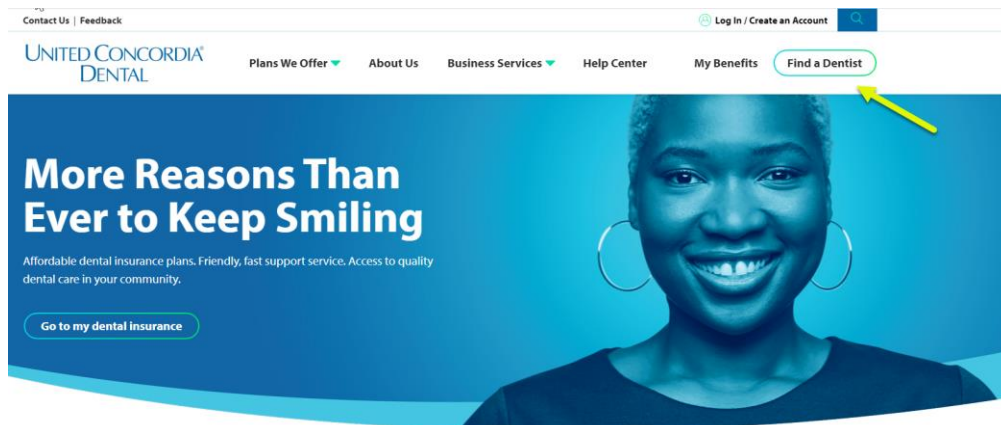 Contact Us | Feedback
Log In / Create an Account
UNITED CONCORDIA®
DENTAL
Plans We Offer
About Us
Business Services
Help Center
My Benefits
Find a Dentist
More Reasons Than
Ever to Keep Smiling
Affordable dental insurance plans. Friendly, fast support service. Access to quality
dental care in your community.
Go to my dental insurance